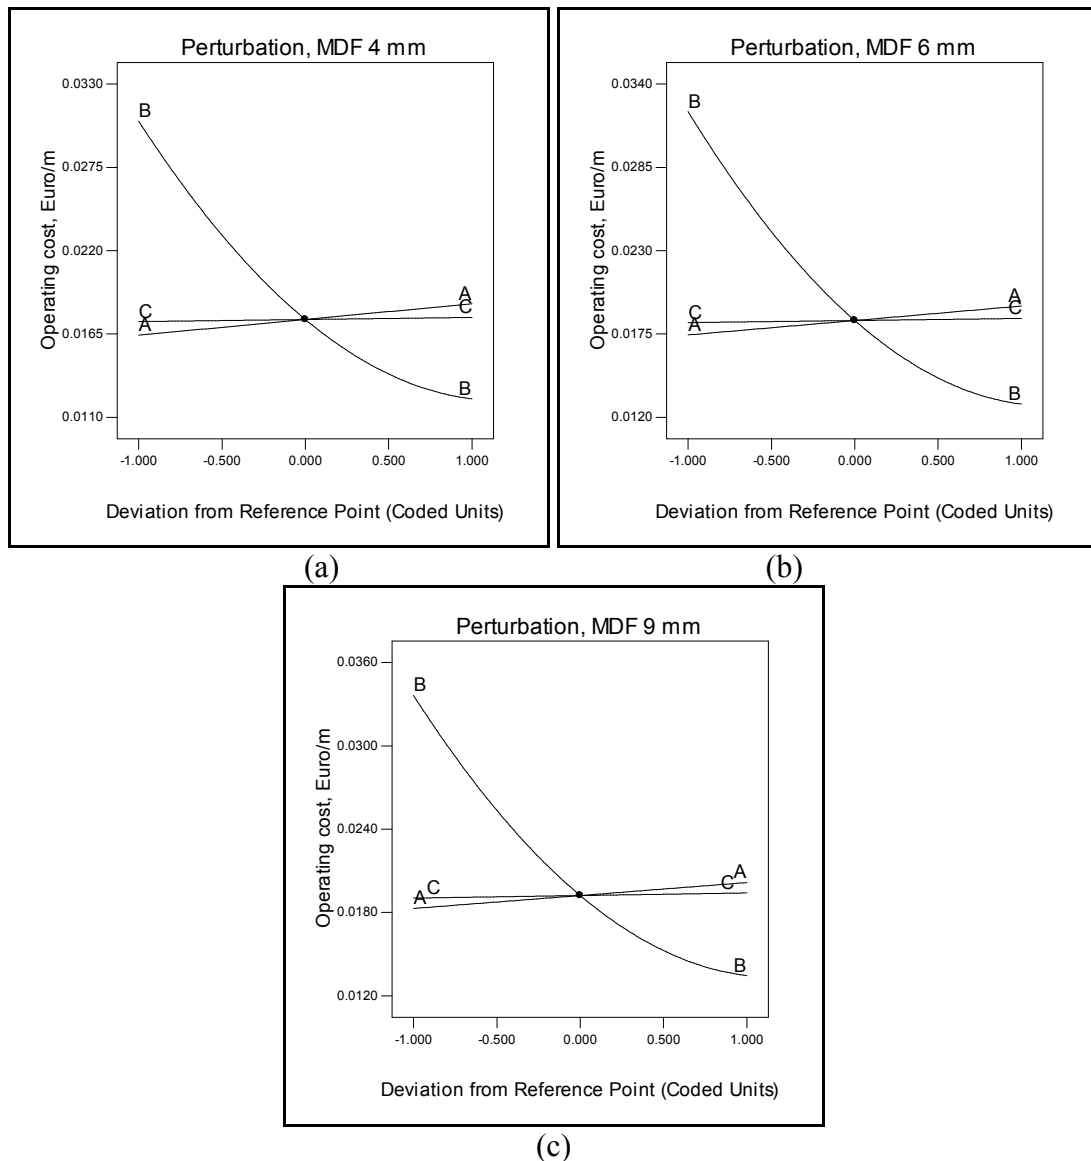 Perturbation, MDF 4 mm
Operating cost, Euro/m
0.0330
0.0275
0.0220
0.0165
0.0110
B
C
A
A
C
B
-1.000 -0.500 0.000 0.500 1.000
Deviation from Reference Point (Coded Units)
(a)
Perturbation, MDF 6 mm
Operating cost, Euro/m
0.0340
0.0285
0.0230
0.0175
0.0120
B
C
A
A
C
B
-1.000 -0.500 0.000 0.500 1.000
Deviation from Reference Point (Coded Units)
(b)
Perturbation, MDF 9 mm
Operating cost, Euro/m
0.0360
0.0300
0.0240
0.0180
0.0120
B
C
A
A
C
B
-1.000 -0.500 0.000 0.500 1.000
Deviation from Reference Point (Coded Units)
(c)